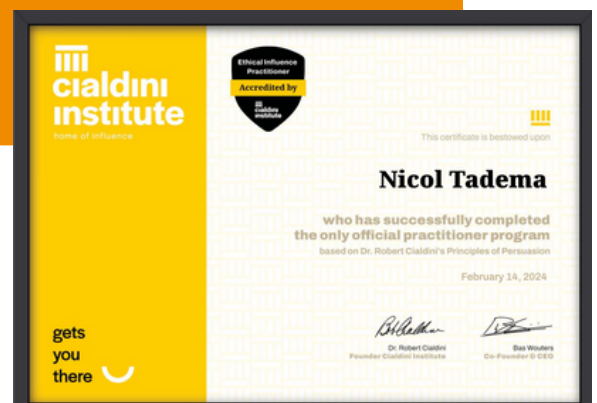 cialdini
institute
home of influence
Ethical Influence
Practitioner
Accredited by
cialdini
institute
This certificate is bestowed upon
Nicol Tadema
who has successfully completed
the only official practitioner program
based on Dr. Robert Cialdini's Principles of Persuasion
February 14, 2024
Dr. Robert Cialdini
Founder Cialdini Institute
Bas Wouters
Co-Founder & CEO
gets
you
there